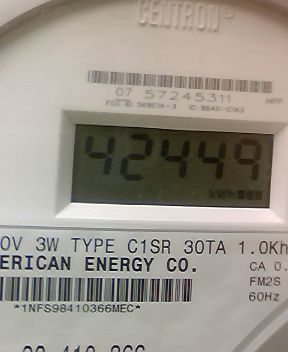 CENTRON
07 57245311
42449
kWh
0V 3W TYPE C1SR 30TA 1.0Kh
ERICAN ENERGY CO.
CA 0.
FM2S
60Hz
*1NFS98410366MEC*